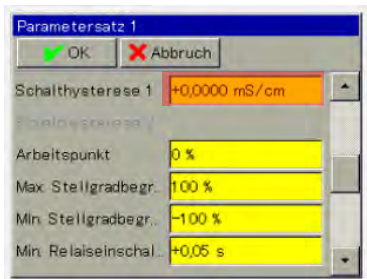 Parametersatz 1
OK Abbruch
Schalthysterese 1 +0,0000 mS/cm
Arbeitspunkt 0 %
Max. Stellgradbegr.. 100 %
Min. Stellgradbegr.. -100 %
Min. Relaiseinschal.. +0,05 s